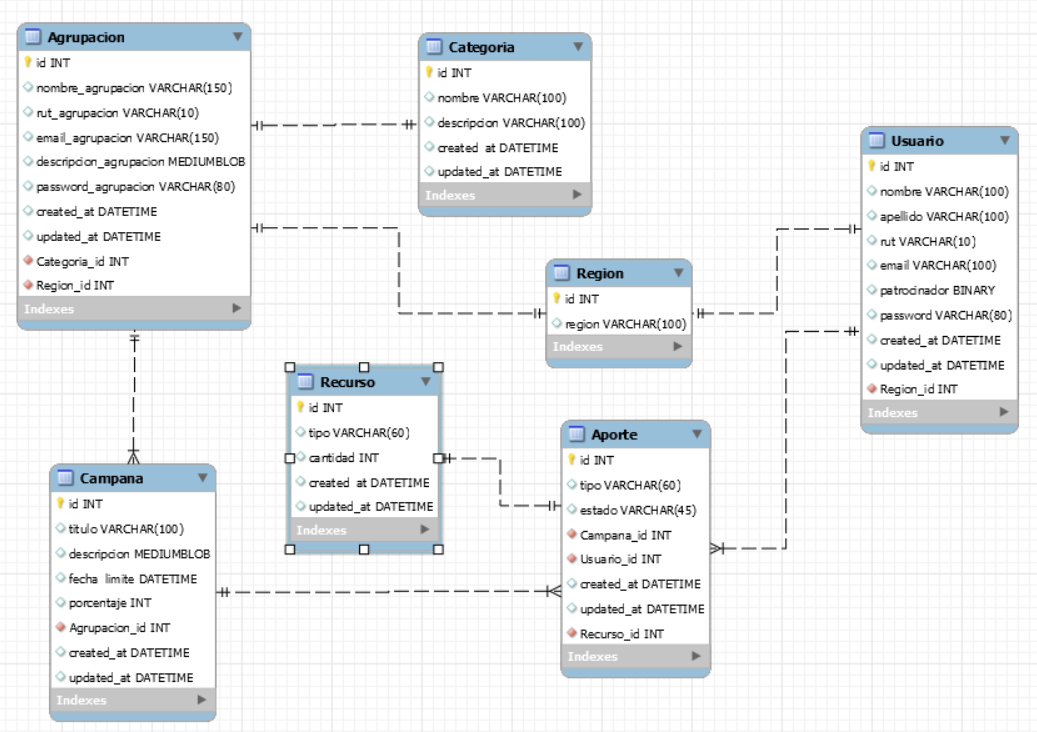 Agrupacion
id INT
nombre_agrupacion VARCHAR(150)
rut_agrupacion VARCHAR(10)
email_agrupacion VARCHAR(150)
descripcion_agrupacion MEDIUMBLOB
password_agrupacion VARCHAR(80)
created_at DATETIME
updated_at DATETIME
Categoria_id INT
Region_id INT
Indexes
Categoria
id INT
nombre VARCHAR(100)
descripcion VARCHAR(100)
created_at DATETIME
updated_at DATETIME
Indexes
Usuario
id INT
nombre VARCHAR(100)
apellido VARCHAR(100)
rut VARCHAR(10)
email VARCHAR(100)
patrocinador BINARY
password VARCHAR(80)
created_at DATETIME
updated_at DATETIME
Region_id INT
Indexes
Region
id INT
region VARCHAR(100)
Indexes
Recurso
id INT
tipo VARCHAR(60)
cantidad INT
created_at DATETIME
updated_at DATETIME
Indexes
Aporte
id INT
tipo VARCHAR(60)
estado VARCHAR(45)
Campana_id INT
Usuario_id INT
created_at DATETIME
updated_at DATETIME
Recurso_id INT
Indexes
Campana
id INT
titulo VARCHAR(100)
descripcion MEDIUMBLOB
fecha_limite DATETIME
porcentaje INT
Agrupacion_id INT
created_at DATETIME
updated_at DATETIME
Indexes